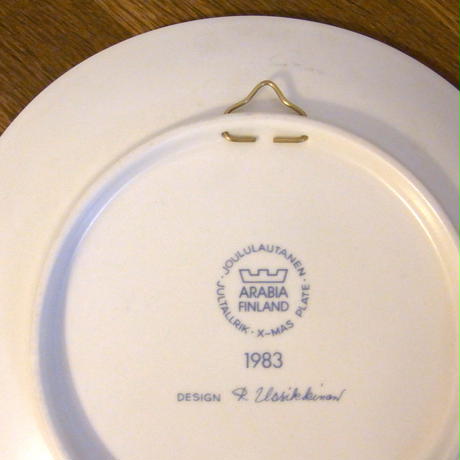 · JOULULAUTANEN · X-MAS PLATE · JULTALLRIK
ARABIA
FINLAND
1983
DESIGN R. Uosikkinen